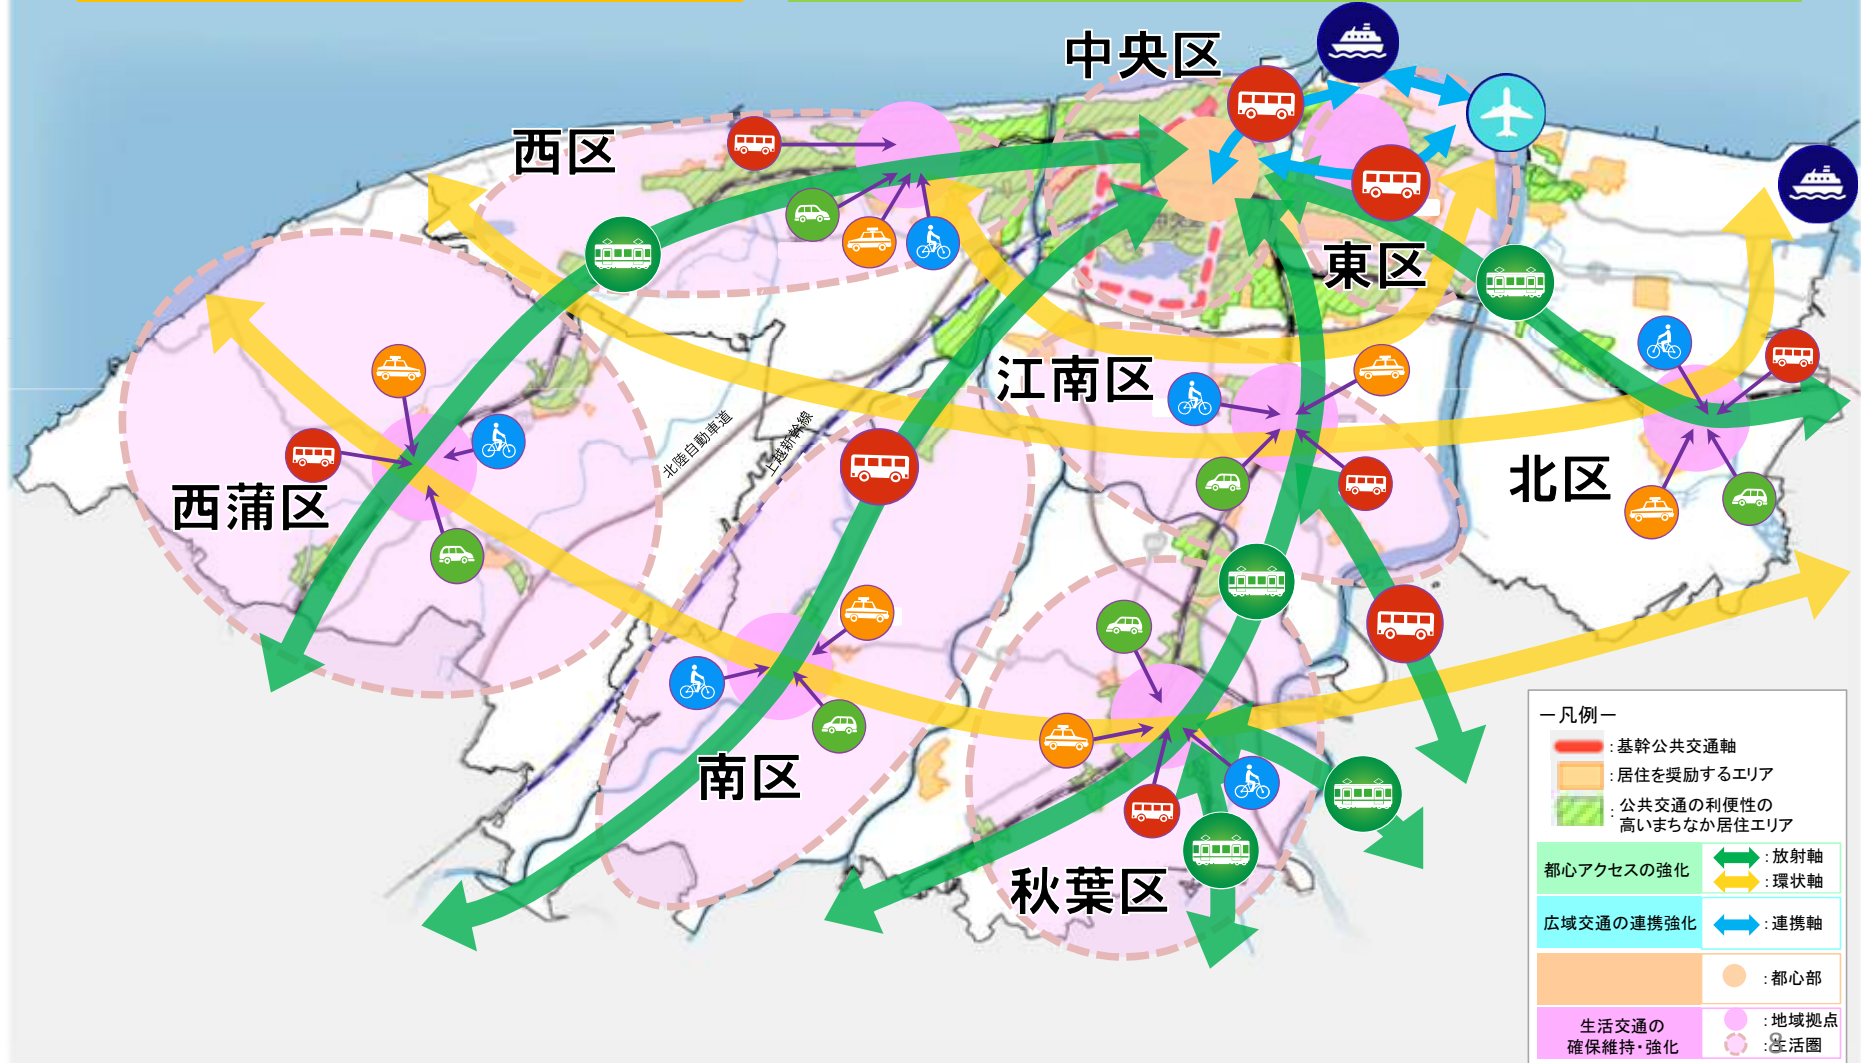 中央区
西区
東区
江南区
北区
西蒲区
北陸自動車道
上越新幹線
南区
秋葉区
－凡例－
：基幹公共交通軸
：居住を奨励するエリア
：公共交通の利便性の
高いまちなか居住エリア
都心アクセスの強化
：放射軸
：環状軸
広域交通の連携強化
：連携軸
：都心部
生活交通の
確保維持・強化
：地域拠点
：生活圏
8